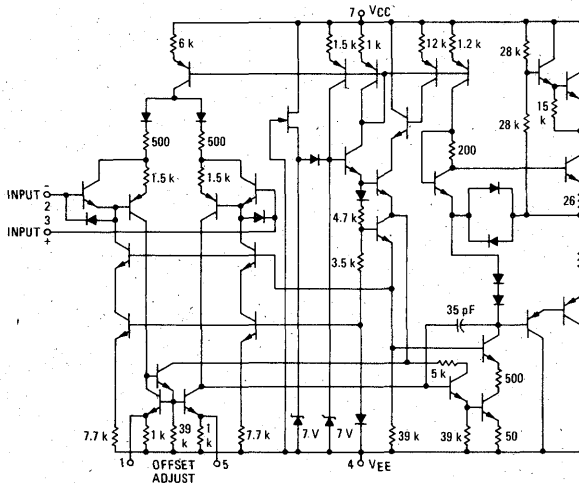 7 VCC
6 k
1.5 k
1 k
12 k
1.2 k
28 k
15 k
500
500
28 k
200
1.5 k
1.5 k
INPUT -
2
3
INPUT +
26
4.7 k
3.5 k
35 pF
5 k
500
7.7 k
1 k
39 k
1 k
7.7 k
7 V
7 V
39 k
39 k
50
1
OFFSET ADJUST
5
4 VEE